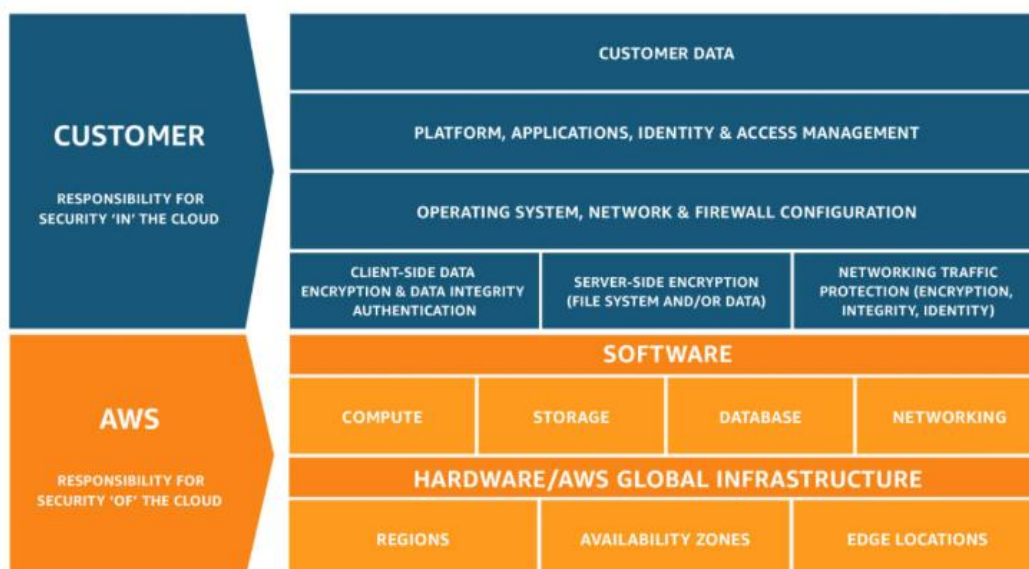 CUSTOMER
RESPONSIBILITY FOR
SECURITY 'IN' THE CLOUD
CUSTOMER DATA
PLATFORM, APPLICATIONS, IDENTITY & ACCESS MANAGEMENT
OPERATING SYSTEM, NETWORK & FIREWALL CONFIGURATION
CLIENT-SIDE DATA
ENCRYPTION & DATA INTEGRITY
AUTHENTICATION
SERVER-SIDE ENCRYPTION
(FILE SYSTEM AND/OR DATA)
NETWORKING TRAFFIC
PROTECTION (ENCRYPTION,
INTEGRITY, IDENTITY)
AWS
RESPONSIBILITY FOR
SECURITY 'OF' THE CLOUD
SOFTWARE
COMPUTE
STORAGE
DATABASE
NETWORKING
HARDWARE/AWS GLOBAL INFRASTRUCTURE
REGIONS
AVAILABILITY ZONES
EDGE LOCATIONS